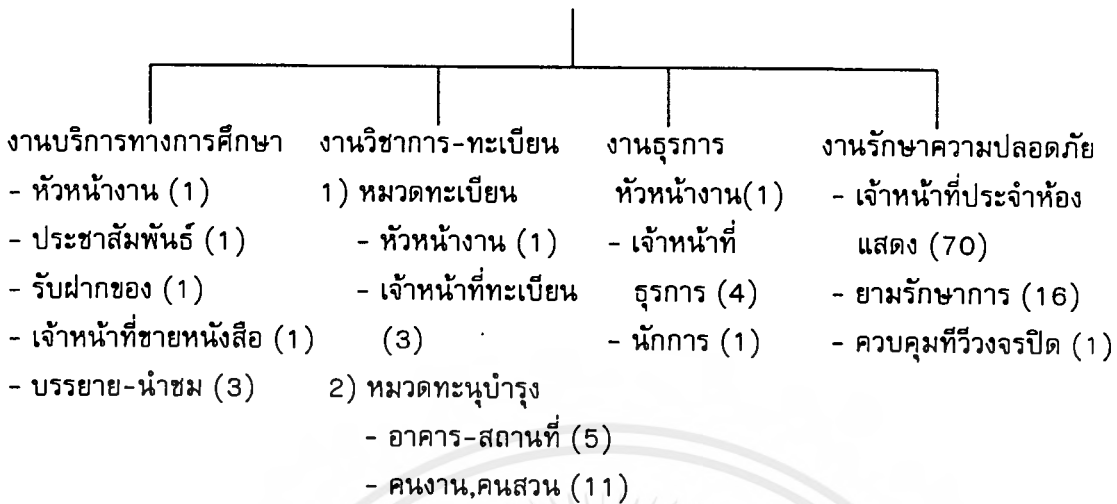 งานบริการทางการศึกษา
- หัวหน้างาน (1)
- ประชาสัมพันธ์ (1)
- รับฝากของ (1)
- เจ้าหน้าที่ขายหนังสือ (1)
- บรรยาย-นำชม (3)
งานวิชาการ-ทะเบียน
1) หมวดทะเบียน
- หัวหน้างาน (1)
- เจ้าหน้าที่ทะเบียน
(3)
2) หมวดทะนุบำรุง
- อาคาร-สถานที่ (5)
- คนงาน,คนสวน (11)
งานธุรการ
หัวหน้างาน(1)
- เจ้าหน้าที่
ธุรการ (4)
- นักการ (1)
งานรักษาความปลอดภัย
- เจ้าหน้าที่ประจำห้อง
แสดง (70)
- ยามรักษาการ (16)
- ควบคุมทีวีวงจรปิด (1)